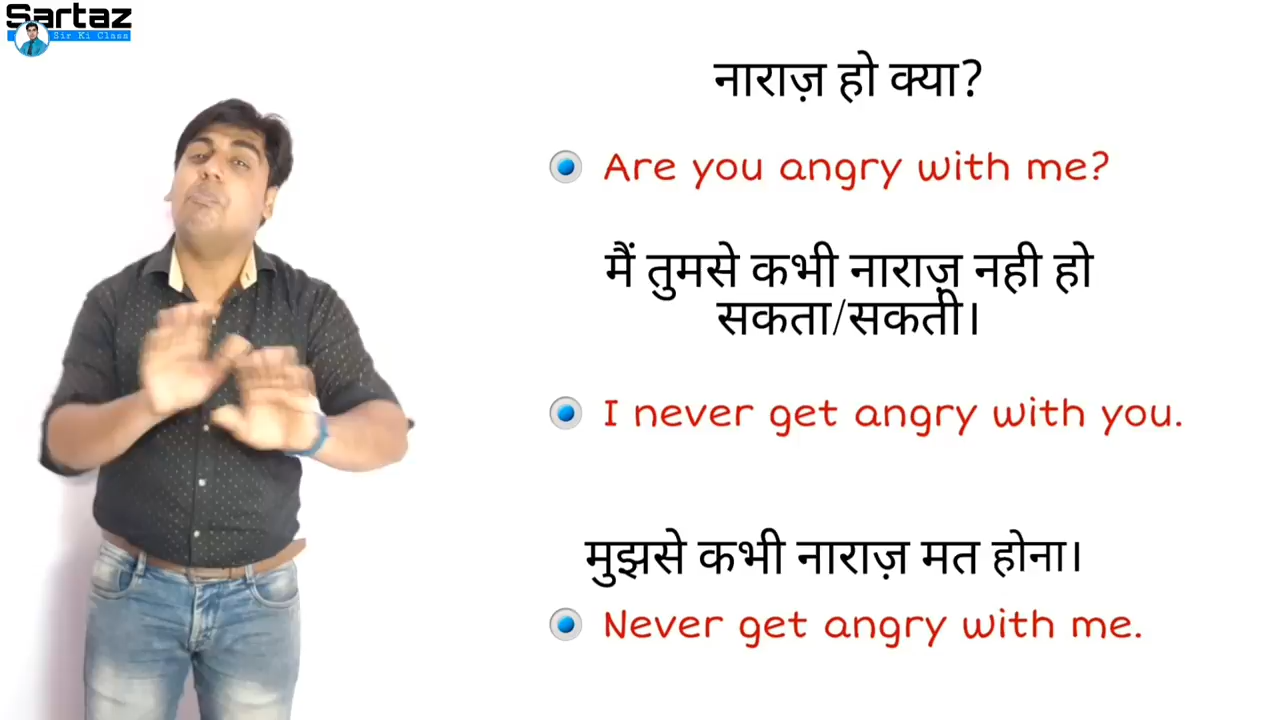 Sartaz
Sir Ki Class
नाराज़ हो क्या?
Are you angry with me?
मैं तुमसे कभी नाराज़ नही हो
सकता/सकती।
I never get angry with you.
मुझसे कभी नाराज़ मत होना।
Never get angry with me.